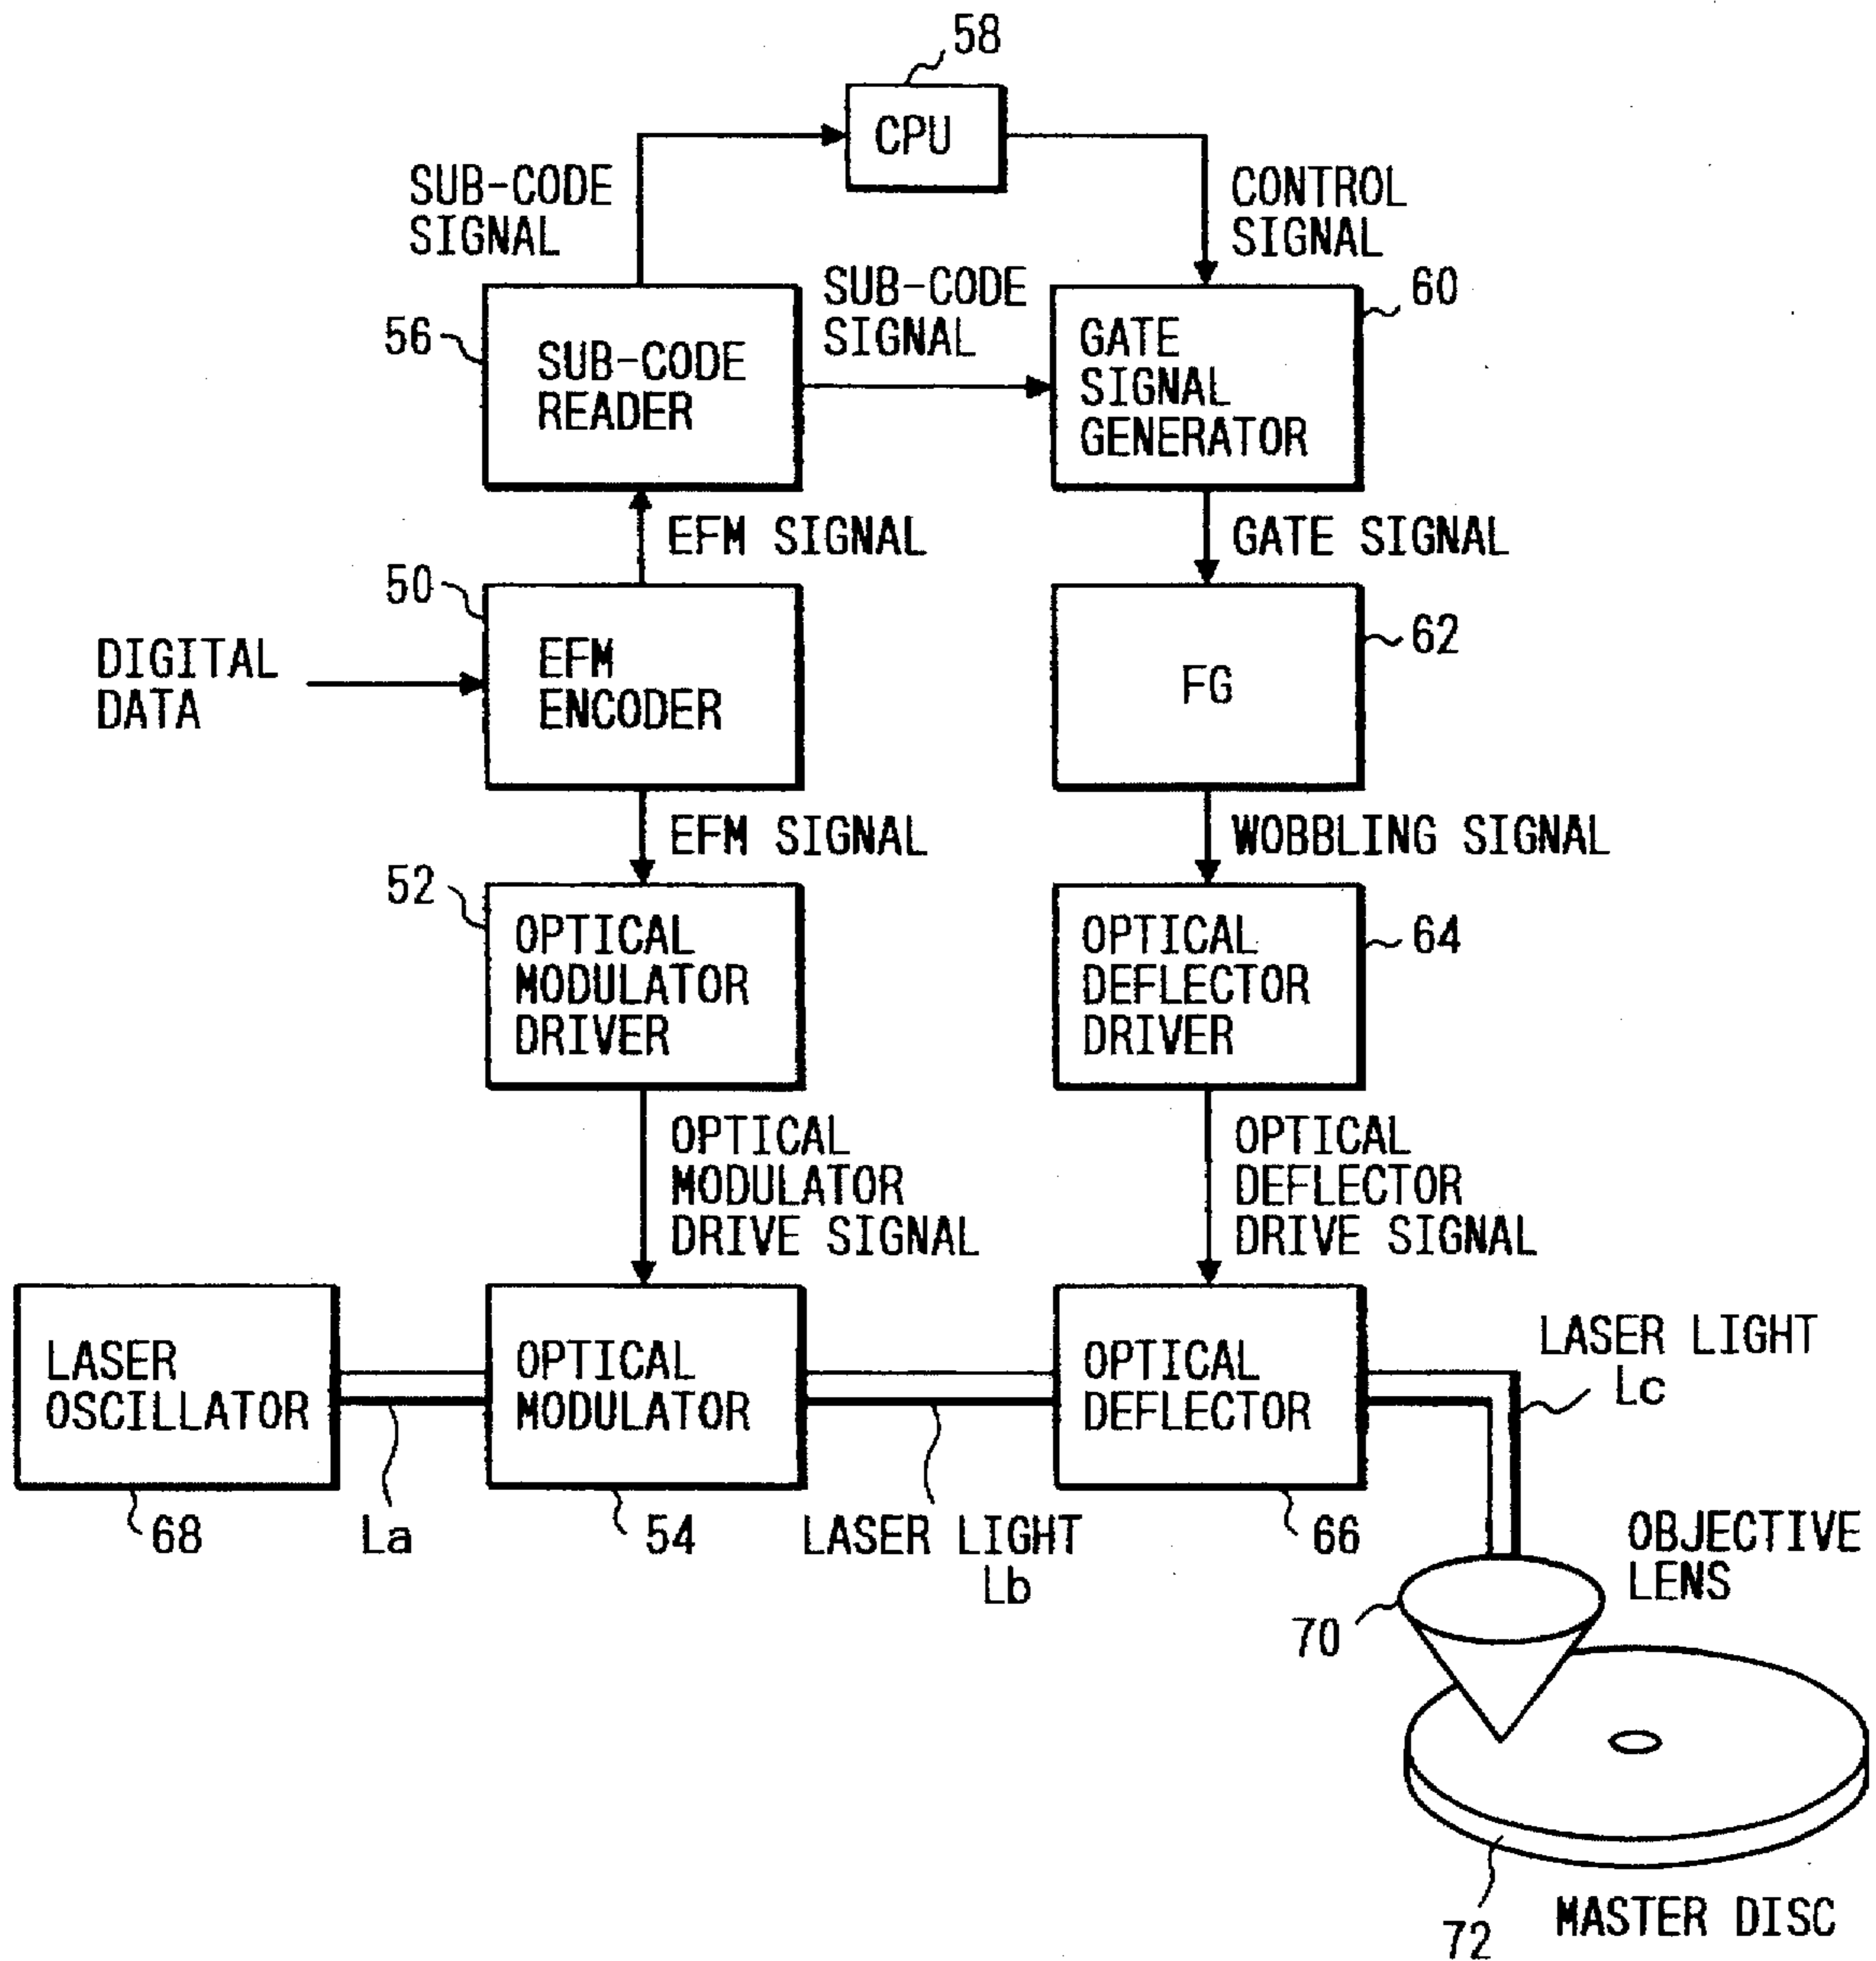 58
CPU
SUB-CODE
SIGNAL
CONTROL
SIGNAL
SUB-CODE
SIGNAL
60
56
SUB-CODE
READER
GATE
SIGNAL
GENERATOR
EFM SIGNAL
GATE SIGNAL
50
62
DIGITAL
DATA
EFM
ENCODER
FG
EFM SIGNAL
WOBBLING SIGNAL
52
64
OPTICAL
MODULATOR
DRIVER
OPTICAL
DEFLECTOR
DRIVER
OPTICAL
MODULATOR
DRIVE SIGNAL
OPTICAL
DEFLECTOR
DRIVE SIGNAL
LASER
OSCILLATOR
OPTICAL
MODULATOR
OPTICAL
DEFLECTOR
LASER LIGHT
Lc
68
La
54
LASER LIGHT
Lb
66
OBJECTIVE
LENS
70
72
MASTER DISC